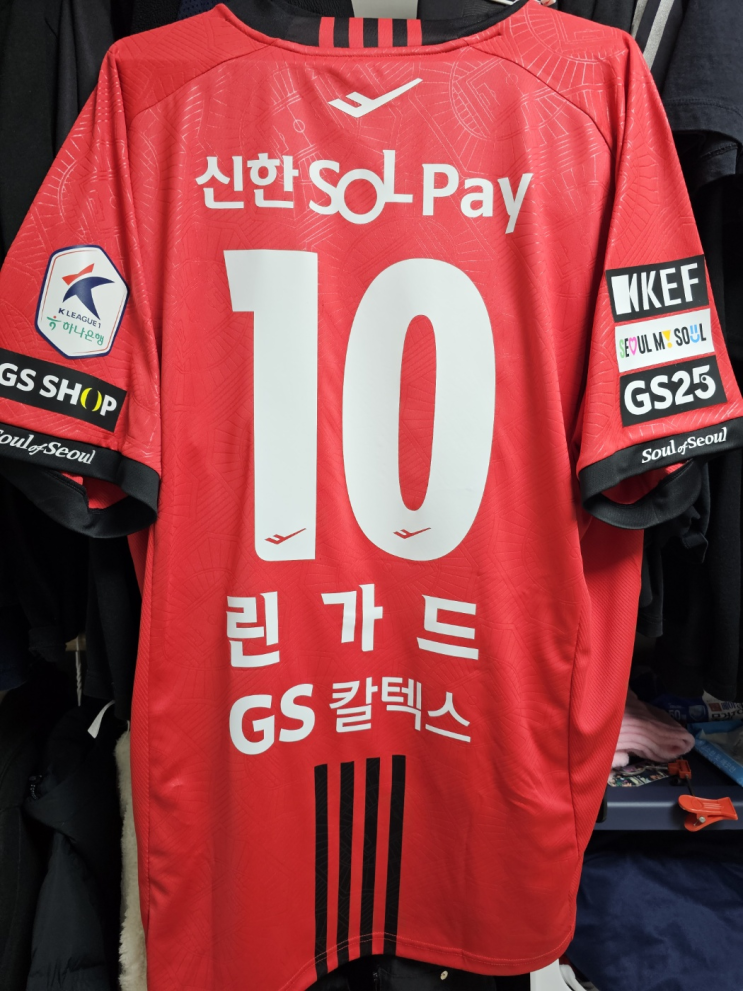 신한 SOL Pay
10
K LEAGUE 1
하나은행
GS SHOP
Soul of Seoul
NKEF
SEOUL MY SOUL
GS25
Soul of Seoul
린가드
GS 칼텍스